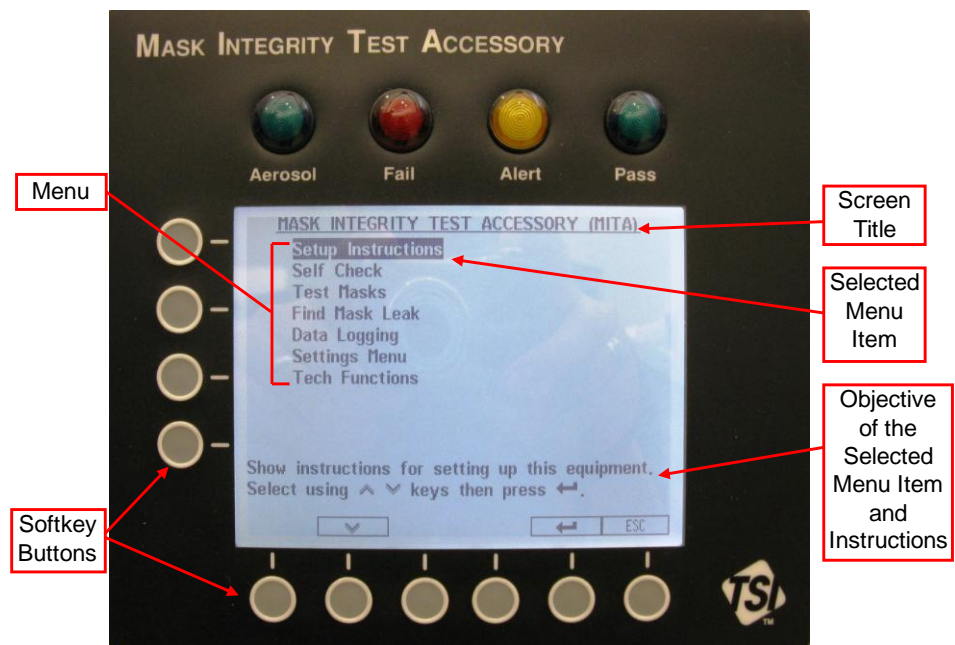 MASK INTEGRITY TEST ACCESSORY
Aerosol Fail Alert Pass
Menu
Screen
Title
MASK INTEGRITY TEST ACCESSORY (MITA)
Setup Instructions
Self Check
Test Masks
Find Mask Leak
Data Logging
Settings Menu
Tech Functions
Selected
Menu
Item
Objective
of the
Selected
Menu Item
and
Instructions
Show instructions for setting up this equipment.
Select using ^ v keys then press ↵.
Softkey
Buttons
v ↵ ESC
TSI
TM